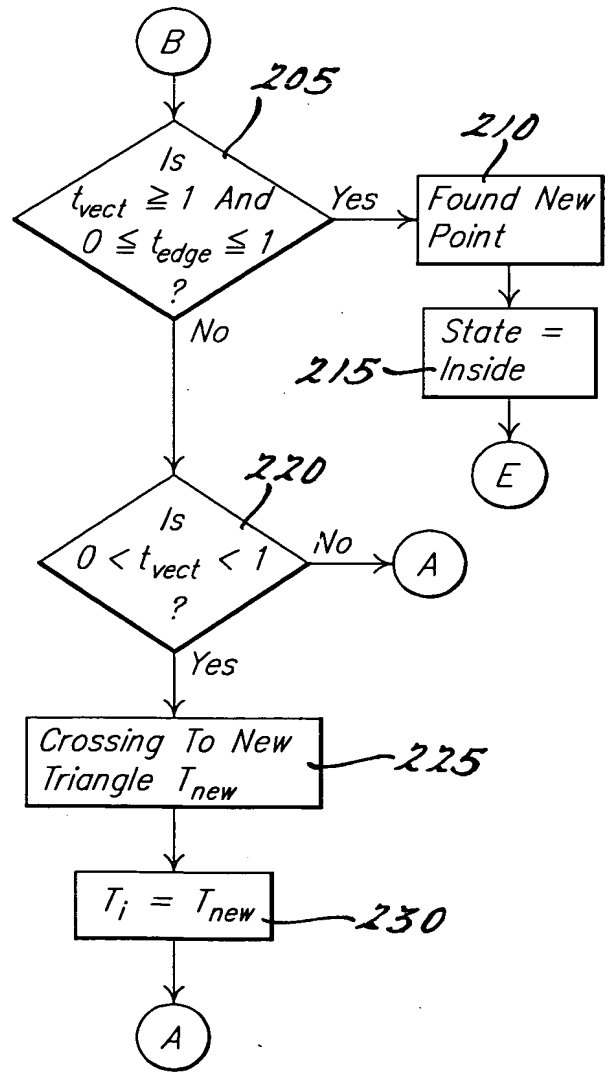 B
205
Is
t_vect ≧ 1 And
0 ≦ t_edge ≦ 1
?
Yes
No
210
Found New
Point
State =
Inside
215
E
220
Is
0 < t_vect < 1
?
No
A
Yes
Crossing To New
Triangle T_new
225
T_i = T_new
230
A